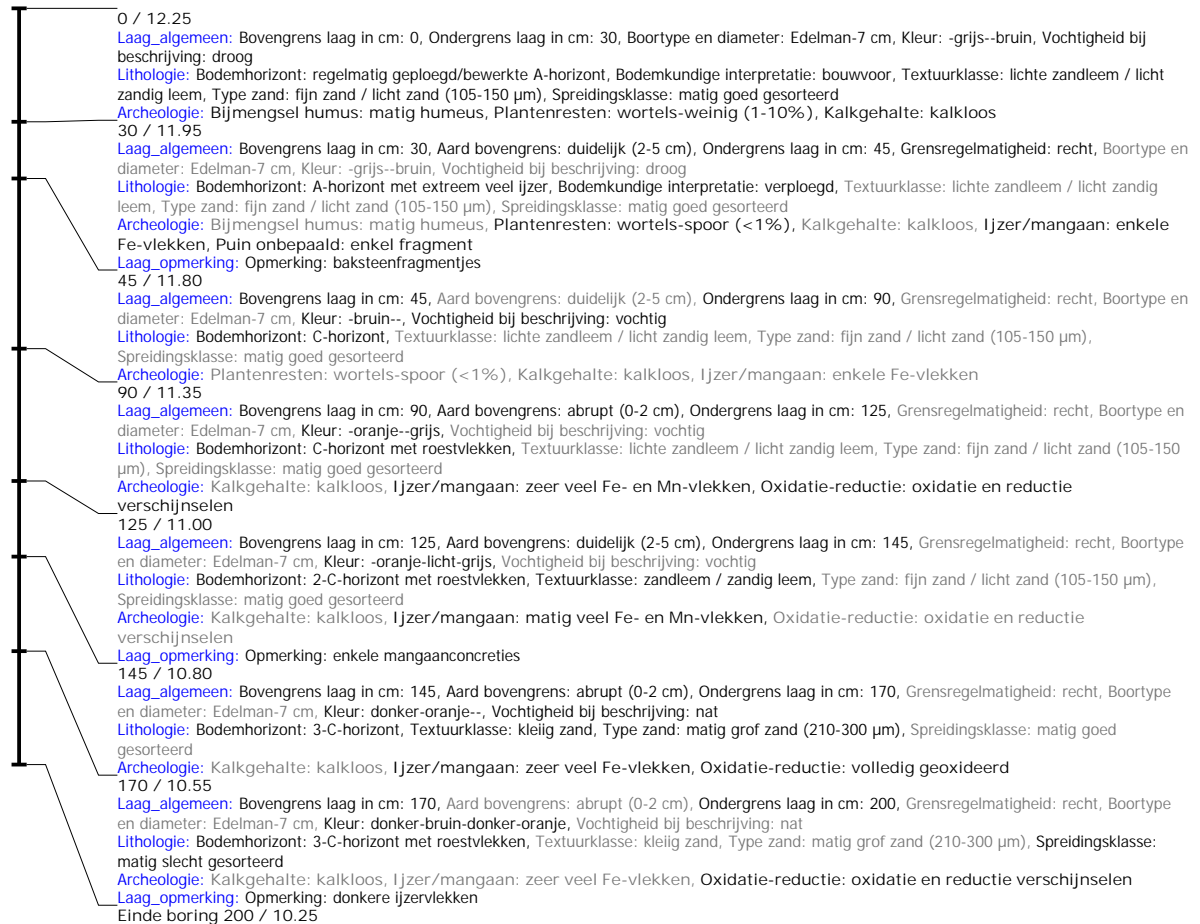 0 / 12.25
Laag_algemeen: Bovengrens laag in cm: 0, Ondergrens laag in cm: 30, Boortype en diameter: Edelman-7 cm, Kleur: -grijs--bruin, Vochtigheid bij
beschrijving: droog
Lithologie: Bodemhorizont: regelmatig geploegd/bewerkte A-horizont, Bodemkundige interpretatie: bouwvoor, Textuurklasse: lichte zandleem / licht
zandig leem, Type zand: fijn zand / licht zand (105-150 µm), Spreidingsklasse: matig goed gesorteerd
Archeologie: Bijmengsel humus: matig humeus, Plantenresten: wortels-weinig (1-10%), Kalkgehalte: kalkloos
30 / 11.95
Laag_algemeen: Bovengrens laag in cm: 30, Aard bovengrens: duidelijk (2-5 cm), Ondergrens laag in cm: 45, Grensregelmatigheid: recht, Boortype en
diameter: Edelman-7 cm, Kleur: -grijs--bruin, Vochtigheid bij beschrijving: droog
Lithologie: Bodemhorizont: A-horizont met extreem veel ijzer, Bodemkundige interpretatie: verploegd, Textuurklasse: lichte zandleem / licht zandig
leem, Type zand: fijn zand / licht zand (105-150 µm), Spreidingsklasse: matig goed gesorteerd
Archeologie: Bijmengsel humus: matig humeus, Plantenresten: wortels-spoor (<1%), Kalkgehalte: kalkloos, Ijzer/mangaan: enkele
Fe-vlekken, Puin onbepaald: enkel fragment
Laag_opmerking: Opmerking: baksteenfragmentjes
45 / 11.80
Laag_algemeen: Bovengrens laag in cm: 45, Aard bovengrens: duidelijk (2-5 cm), Ondergrens laag in cm: 90, Grensregelmatigheid: recht, Boortype en
diameter: Edelman-7 cm, Kleur: -bruin--, Vochtigheid bij beschrijving: vochtig
Lithologie: Bodemhorizont: C-horizont, Textuurklasse: lichte zandleem / licht zandig leem, Type zand: fijn zand / licht zand (105-150 µm),
Spreidingsklasse: matig goed gesorteerd
Archeologie: Plantenresten: wortels-spoor (<1%), Kalkgehalte: kalkloos, Ijzer/mangaan: enkele Fe-vlekken
90 / 11.35
Laag_algemeen: Bovengrens laag in cm: 90, Aard bovengrens: abrupt (0-2 cm), Ondergrens laag in cm: 125, Grensregelmatigheid: recht, Boortype en
diameter: Edelman-7 cm, Kleur: -oranje--grijs, Vochtigheid bij beschrijving: vochtig
Lithologie: Bodemhorizont: C-horizont met roestvlekken, Textuurklasse: lichte zandleem / licht zandig leem, Type zand: fijn zand / licht zand (105-150
µm), Spreidingsklasse: matig goed gesorteerd
Archeologie: Kalkgehalte: kalkloos, Ijzer/mangaan: zeer veel Fe- en Mn-vlekken, Oxidatie-reductie: oxidatie en reductie
verschijnselen
125 / 11.00
Laag_algemeen: Bovengrens laag in cm: 125, Aard bovengrens: duidelijk (2-5 cm), Ondergrens laag in cm: 145, Grensregelmatigheid: recht, Boortype
en diameter: Edelman-7 cm, Kleur: -oranje-licht-grijs, Vochtigheid bij beschrijving: vochtig
Lithologie: Bodemhorizont: 2-C-horizont met roestvlekken, Textuurklasse: zandleem / zandig leem, Type zand: fijn zand / licht zand (105-150 µm),
Spreidingsklasse: matig goed gesorteerd
Archeologie: Kalkgehalte: kalkloos, Ijzer/mangaan: matig veel Fe- en Mn-vlekken, Oxidatie-reductie: oxidatie en reductie
verschijnselen
Laag_opmerking: Opmerking: enkele mangaanconcreties
145 / 10.80
Laag_algemeen: Bovengrens laag in cm: 145, Aard bovengrens: abrupt (0-2 cm), Ondergrens laag in cm: 170, Grensregelmatigheid: recht, Boortype
en diameter: Edelman-7 cm, Kleur: donker-oranje--, Vochtigheid bij beschrijving: nat
Lithologie: Bodemhorizont: 3-C-horizont, Textuurklasse: kleiig zand, Type zand: matig grof zand (210-300 µm), Spreidingsklasse: matig goed
gesorteerd
Archeologie: Kalkgehalte: kalkloos, Ijzer/mangaan: zeer veel Fe-vlekken, Oxidatie-reductie: volledig geoxideerd
170 / 10.55
Laag_algemeen: Bovengrens laag in cm: 170, Aard bovengrens: abrupt (0-2 cm), Ondergrens laag in cm: 200, Grensregelmatigheid: recht, Boortype
en diameter: Edelman-7 cm, Kleur: donker-bruin-donker-oranje, Vochtigheid bij beschrijving: nat
Lithologie: Bodemhorizont: 3-C-horizont met roestvlekken, Textuurklasse: kleiig zand, Type zand: matig grof zand (210-300 µm), Spreidingsklasse:
matig slecht gesorteerd
Archeologie: Kalkgehalte: kalkloos, Ijzer/mangaan: zeer veel Fe-vlekken, Oxidatie-reductie: oxidatie en reductie verschijnselen
Laag_opmerking: Opmerking: donkere ijzervlekken
Einde boring 200 / 10.25